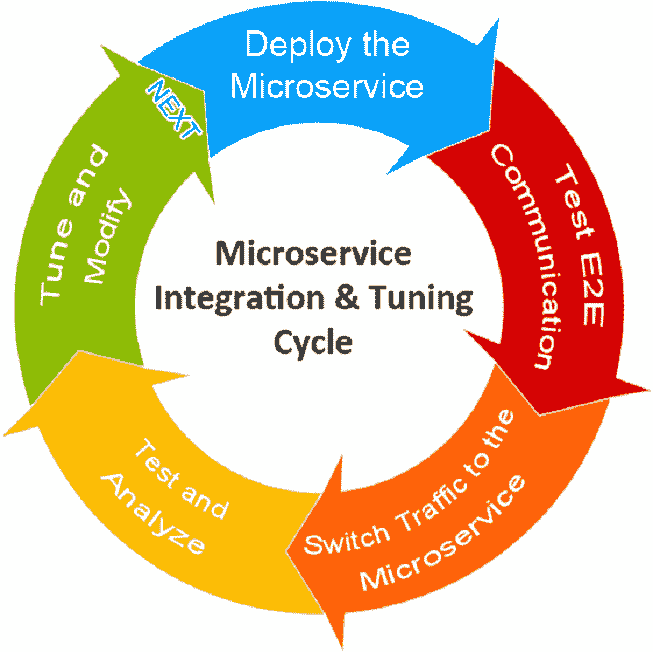 Deploy the
Microservice
NEXT
Test E2E
Communication
Switch Traffic to the
Microservice
Test and
Analyze
Tune and
Modify
Microservice
Integration & Tuning
Cycle